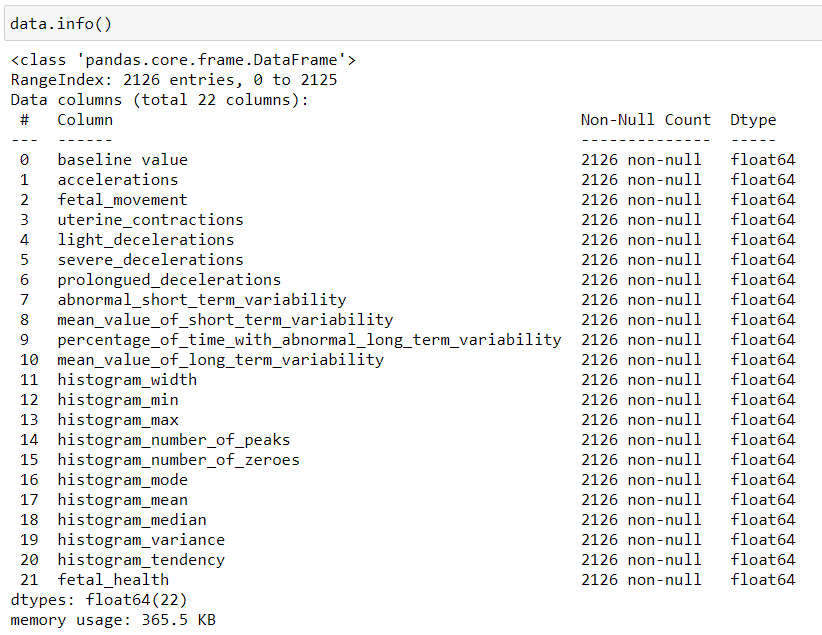 data.info()
<class 'pandas.core.frame.DataFrame'>
RangeIndex: 2126 entries, 0 to 2125
Data columns (total 22 columns):
 #   Column                                                  Non-Null Count  Dtype
---  ------                                                  --------------  -----
 0   baseline value                                          2126 non-null   float64
 1   accelerations                                           2126 non-null   float64
 2   fetal_movement                                          2126 non-null   float64
 3   uterine_contractions                                    2126 non-null   float64
 4   light_decelerations                                     2126 non-null   float64
 5   severe_decelerations                                    2126 non-null   float64
 6   prolongued_decelerations                                2126 non-null   float64
 7   abnormal_short_term_variability                         2126 non-null   float64
 8   mean_value_of_short_term_variability                    2126 non-null   float64
 9   percentage_of_time_with_abnormal_long_term_variability  2126 non-null   float64
 10  mean_value_of_long_term_variability                     2126 non-null   float64
 11  histogram_width                                         2126 non-null   float64
 12  histogram_min                                           2126 non-null   float64
 13  histogram_max                                           2126 non-null   float64
 14  histogram_number_of_peaks                               2126 non-null   float64
 15  histogram_number_of_zeroes                              2126 non-null   float64
 16  histogram_mode                                          2126 non-null   float64
 17  histogram_mean                                          2126 non-null   float64
 18  histogram_median                                        2126 non-null   float64
 19  histogram_variance                                      2126 non-null   float64
 20  histogram_tendency                                      2126 non-null   float64
 21  fetal_health                                            2126 non-null   float64
dtypes: float64(22)
memory usage: 365.5 KB